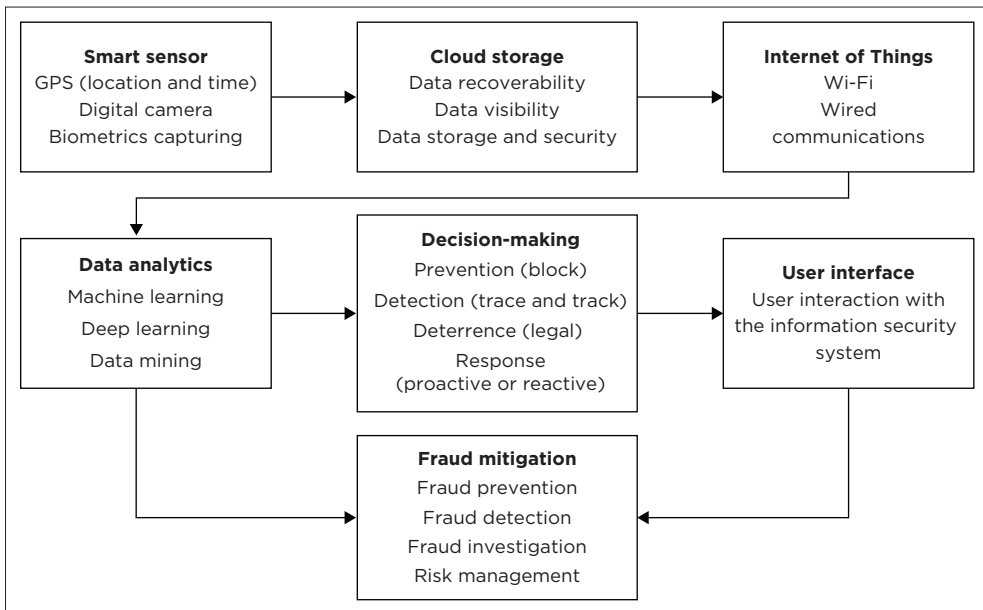 Smart sensor
GPS (location and time)
Digital camera
Biometrics capturing
Cloud storage
Data recoverability
Data visibility
Data storage and security
Internet of Things
Wi-Fi
Wired
communications
Data analytics
Machine learning
Deep learning
Data mining
Decision-making
Prevention (block)
Detection (trace and track)
Deterrence (legal)
Response
(proactive or reactive)
User interface
User interaction with
the information security
system
Fraud mitigation
Fraud prevention
Fraud detection
Fraud investigation
Risk management